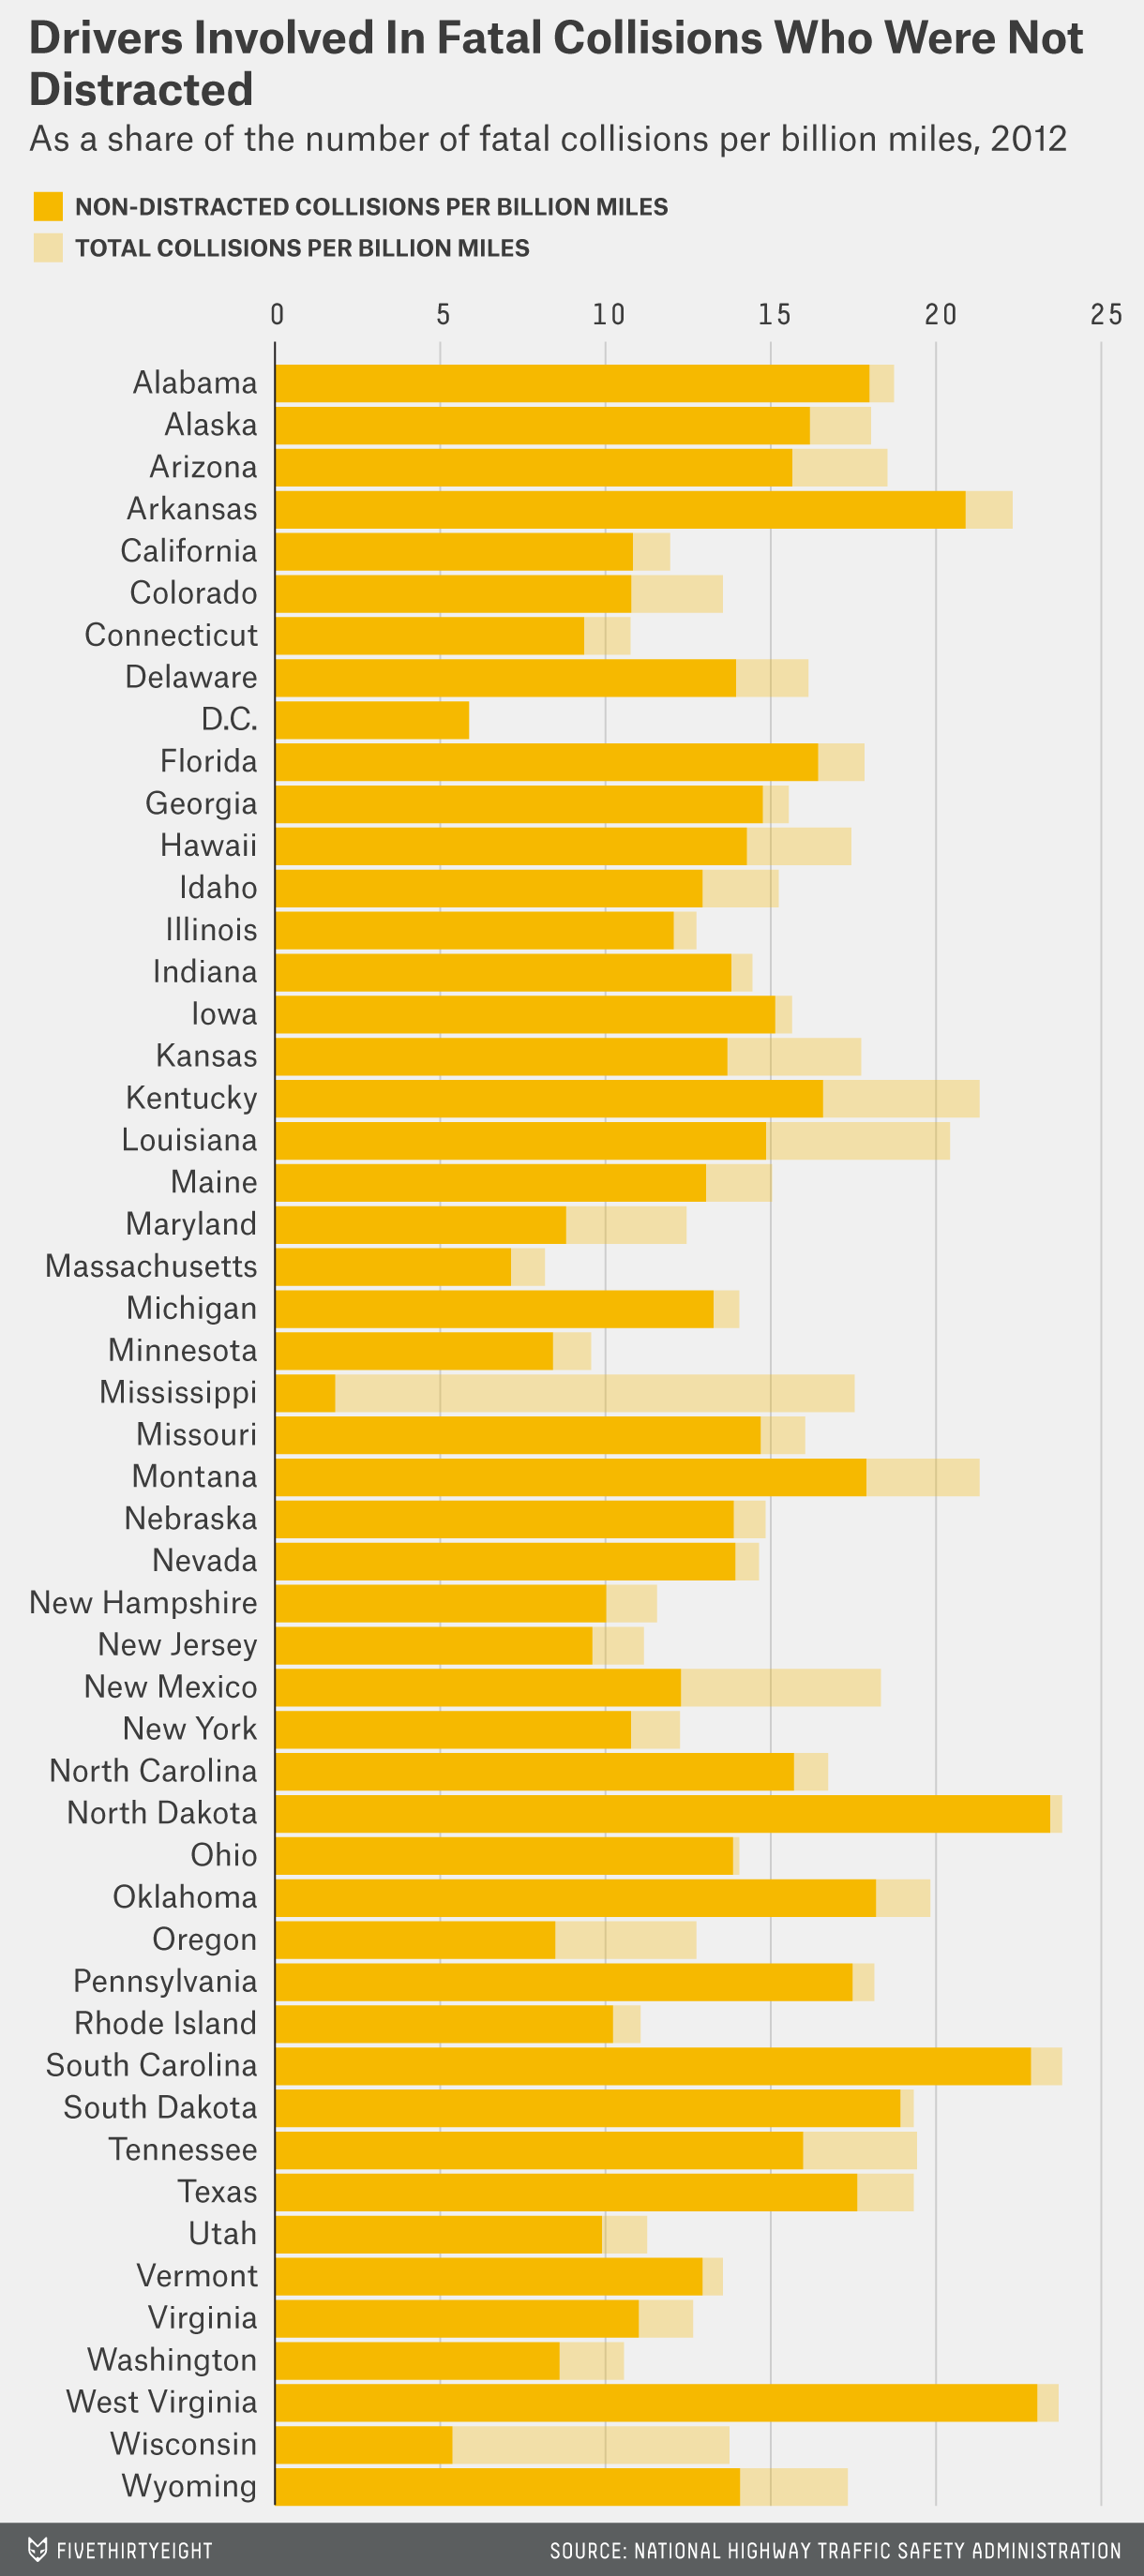 Drivers Involved In Fatal Collisions Who Were Not
Distracted
As a share of the number of fatal collisions per billion miles, 2012
NON-DISTRACTED COLLISIONS PER BILLION MILES
TOTAL COLLISIONS PER BILLION MILES
0 5 10 15 20 25
Alabama
Alaska
Arizona
Arkansas
California
Colorado
Connecticut
Delaware
D.C.
Florida
Georgia
Hawaii
Idaho
Illinois
Indiana
Iowa
Kansas
Kentucky
Louisiana
Maine
Maryland
Massachusetts
Michigan
Minnesota
Mississippi
Missouri
Montana
Nebraska
Nevada
New Hampshire
New Jersey
New Mexico
New York
North Carolina
North Dakota
Ohio
Oklahoma
Oregon
Pennsylvania
Rhode Island
South Carolina
South Dakota
Tennessee
Texas
Utah
Vermont
Virginia
Washington
West Virginia
Wisconsin
Wyoming
FIVETHIRTYEIGHT SOURCE: NATIONAL HIGHWAY TRAFFIC SAFETY ADMINISTRATION